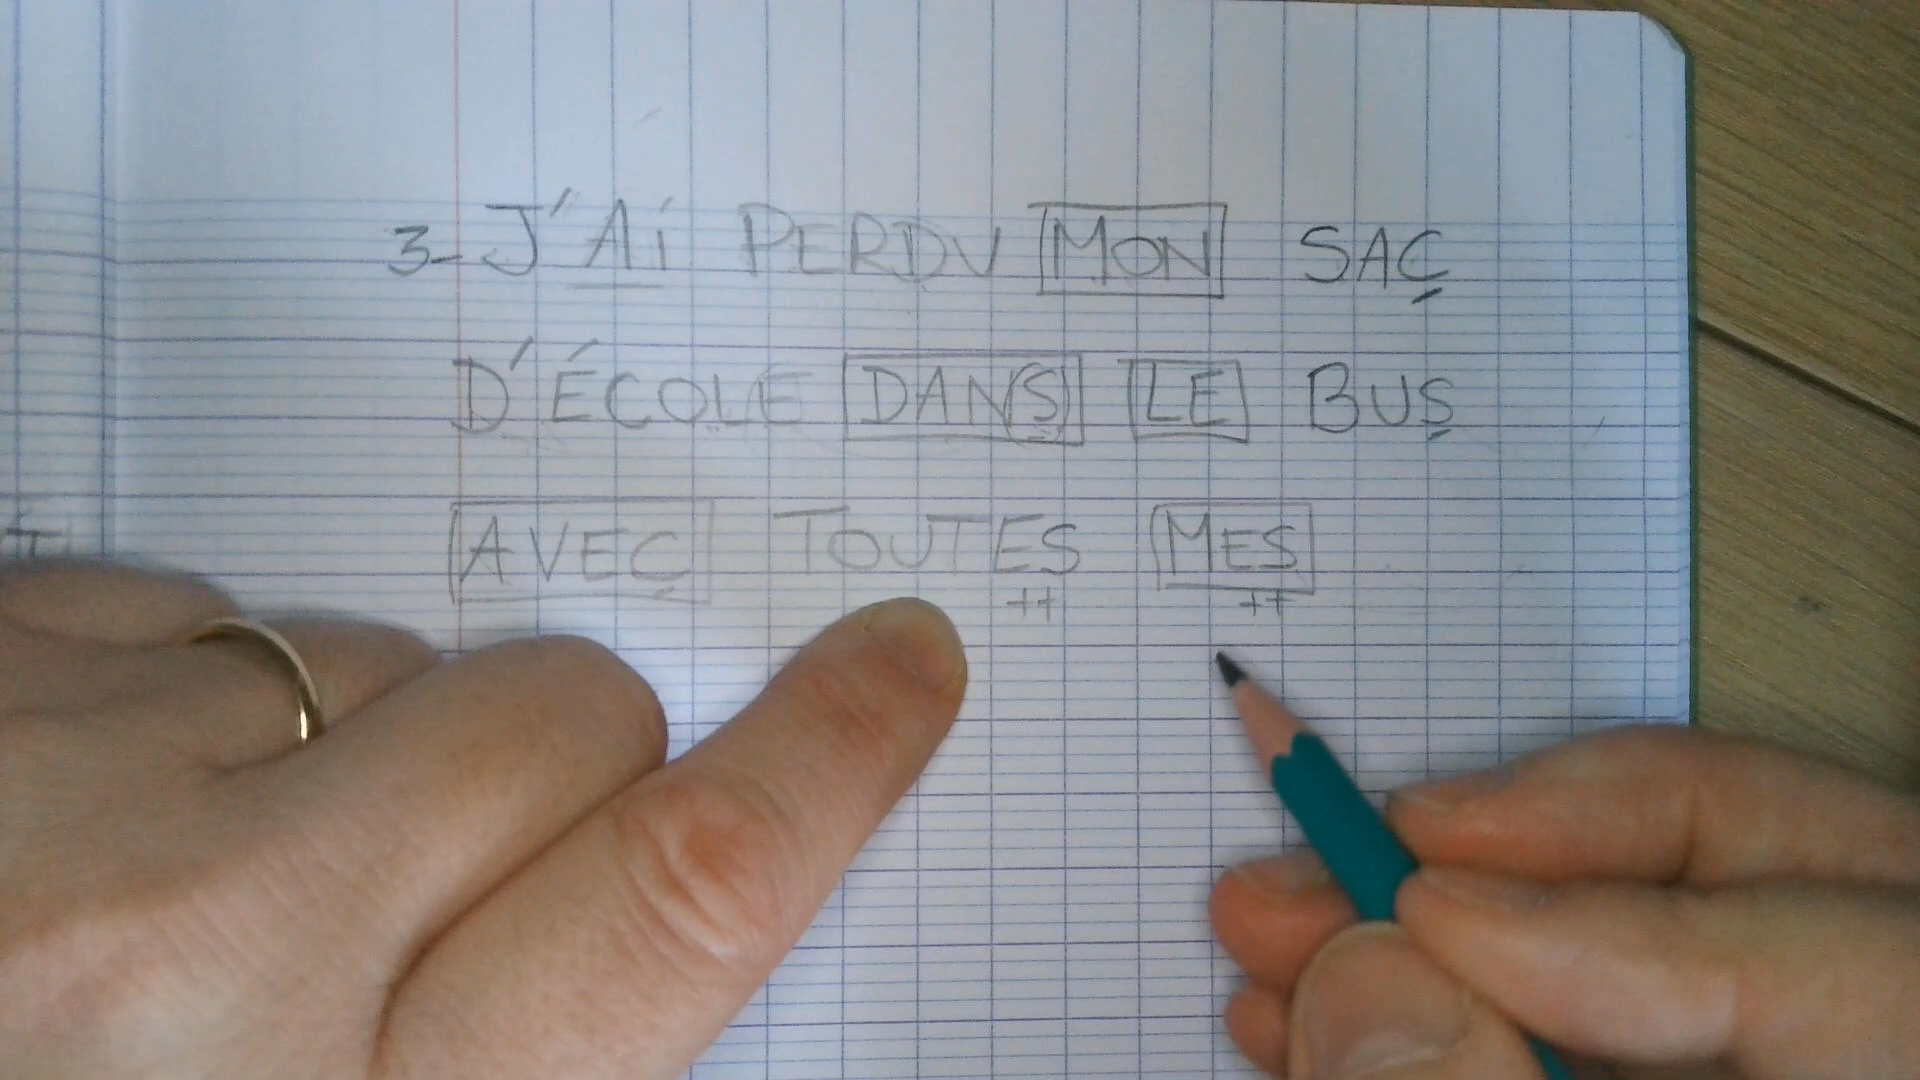 3- J'Ai PERDU MON SAC
D'ÉCOLE DANS LE BUS
AVEC TOUTES MES
++ ++